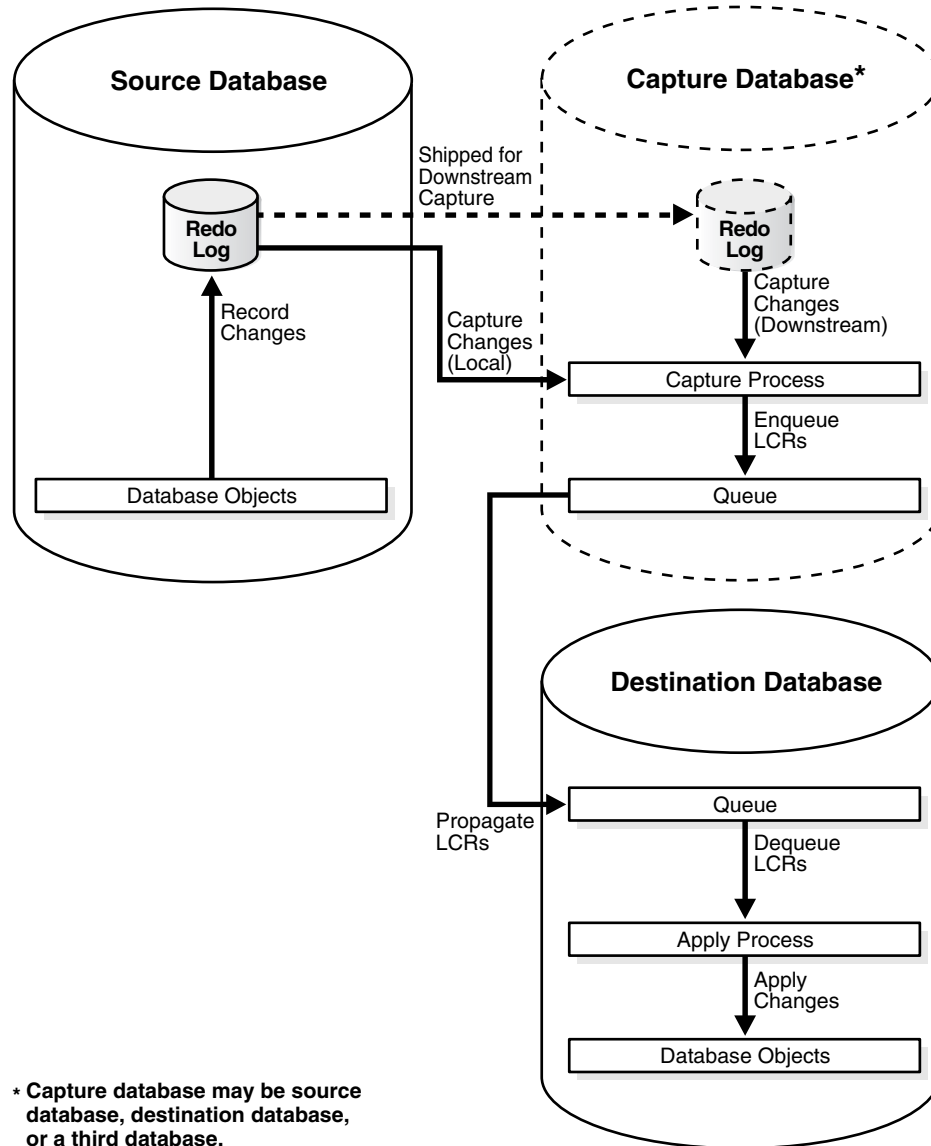 Source Database
Capture Database*
Shipped for
Downstream
Capture
Redo
Log
Redo
Log
Record
Changes
Capture
Changes
(Local)
Capture
Changes
(Downstream)
Capture Process
Enqueue
LCRs
Database Objects
Queue
Destination Database
Propagate
LCRs
Queue
Dequeue
LCRs
Apply Process
Apply
Changes
Database Objects
* Capture database may be source
database, destination database,
or a third database.